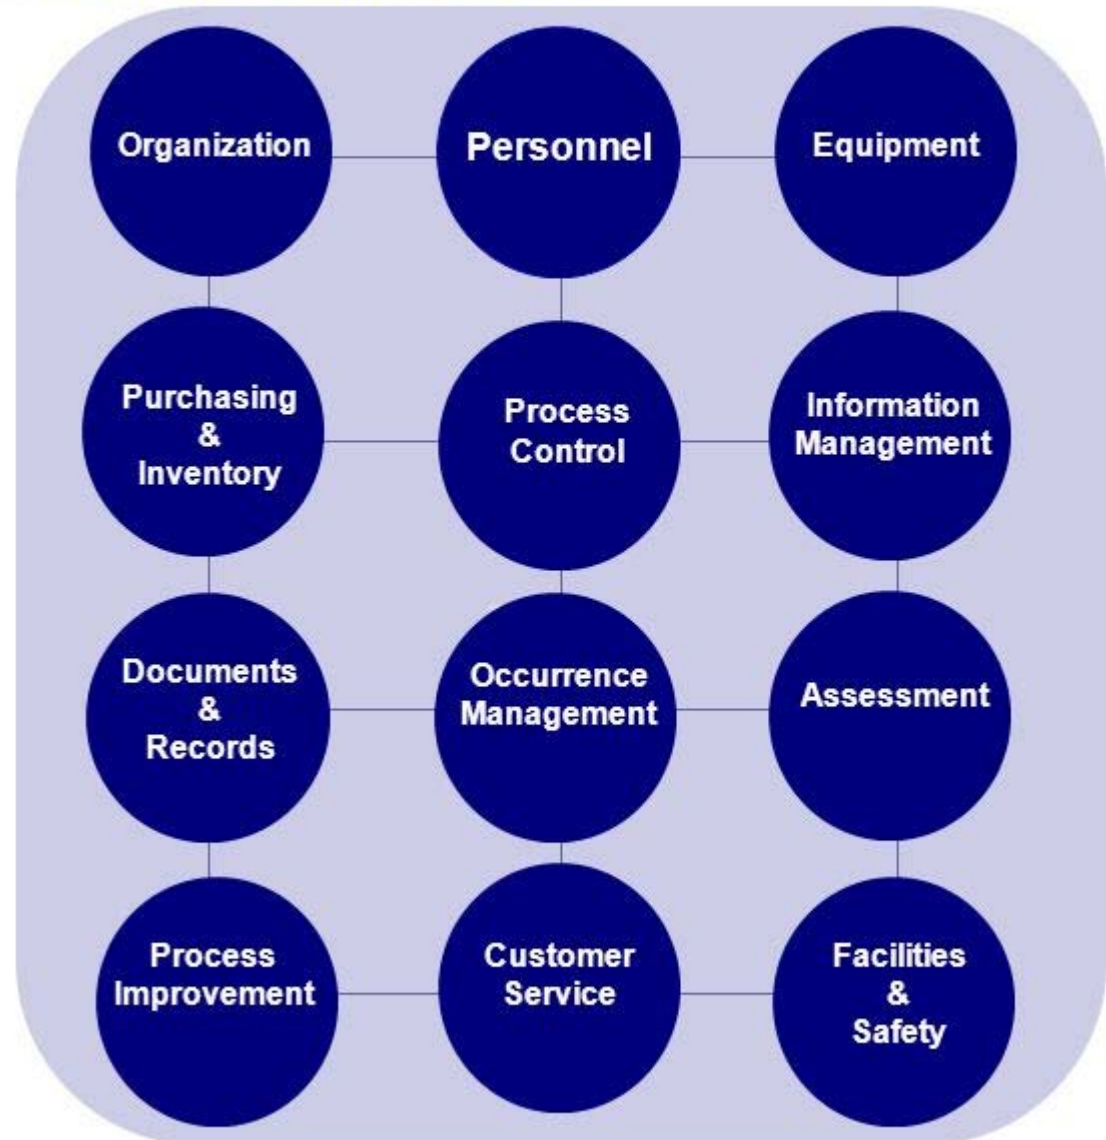 Organization
Personnel
Equipment
Purchasing
&
Inventory
Process
Control
Information
Management
Documents
&
Records
Occurrence
Management
Assessment
Process
Improvement
Customer
Service
Facilities
&
Safety